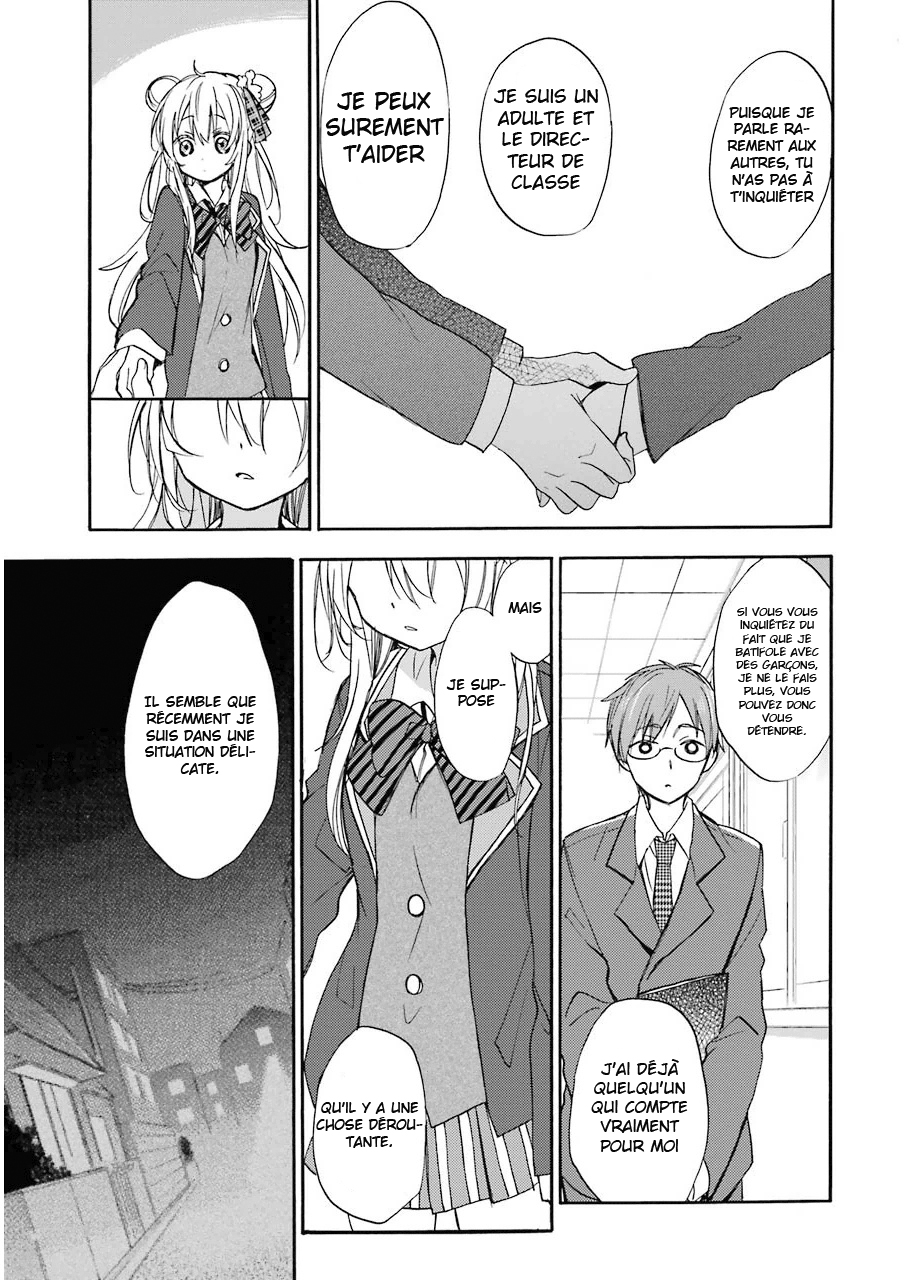 PUISQUE JE
PARLE RA-
REMENT AUX
AUTRES, TU
N'AS PAS À
T'INQUIÉTER
JE SUIS UN
ADULTE ET
LE DIREC-
TEUR DE
CLASSE
JE PEUX
SUREMENT
T'AIDER
SI VOUS VOUS
INQUIÉTEZ DU
FAIT QUE JE
BATIFOLE AVEC
DES GARÇONS,
JE NE LE FAIS
PLUS, VOUS
POUVEZ DONC
VOUS
DÉTENDRE.
J'AI DÉJÀ
QUELQU'UN
QUI COMPTE
VRAIMENT
POUR MOI
MAIS
JE SUP-
POSE
QU'IL Y A UNE
CHOSE DÉROU-
TANTE.
IL SEMBLE QUE
RÉCEMMENT JE
SUIS DANS UNE
SITUATION DÉLI-
CATE.